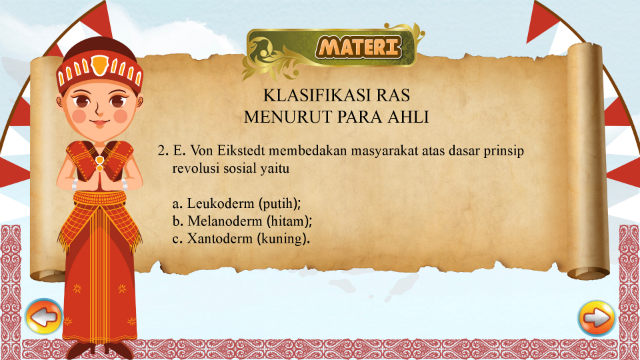 MATERI
KLASIFIKASI RAS
MENURUT PARA AHLI
2. E. Von Eikstedt membedakan masyarakat atas dasar prinsip
revolusi sosial yaitu
a. Leukoderm (putih);
b. Melanoderm (hitam);
c. Xantoderm (kuning).